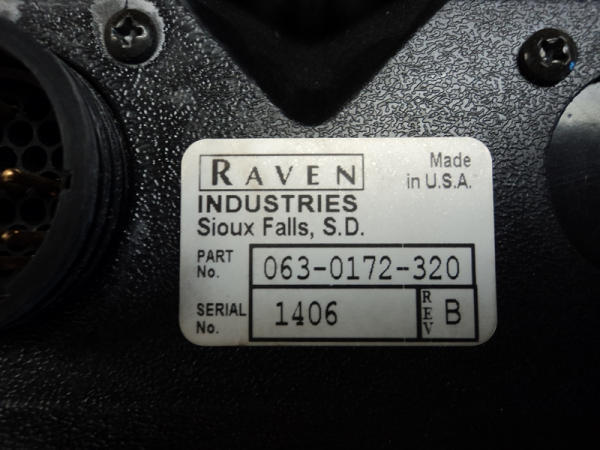 RAVEN
Made
in U.S.A.
INDUSTRIES
Sioux Falls, S.D.
PART No. 063-0172-320
SERIAL No. 1406 REV B